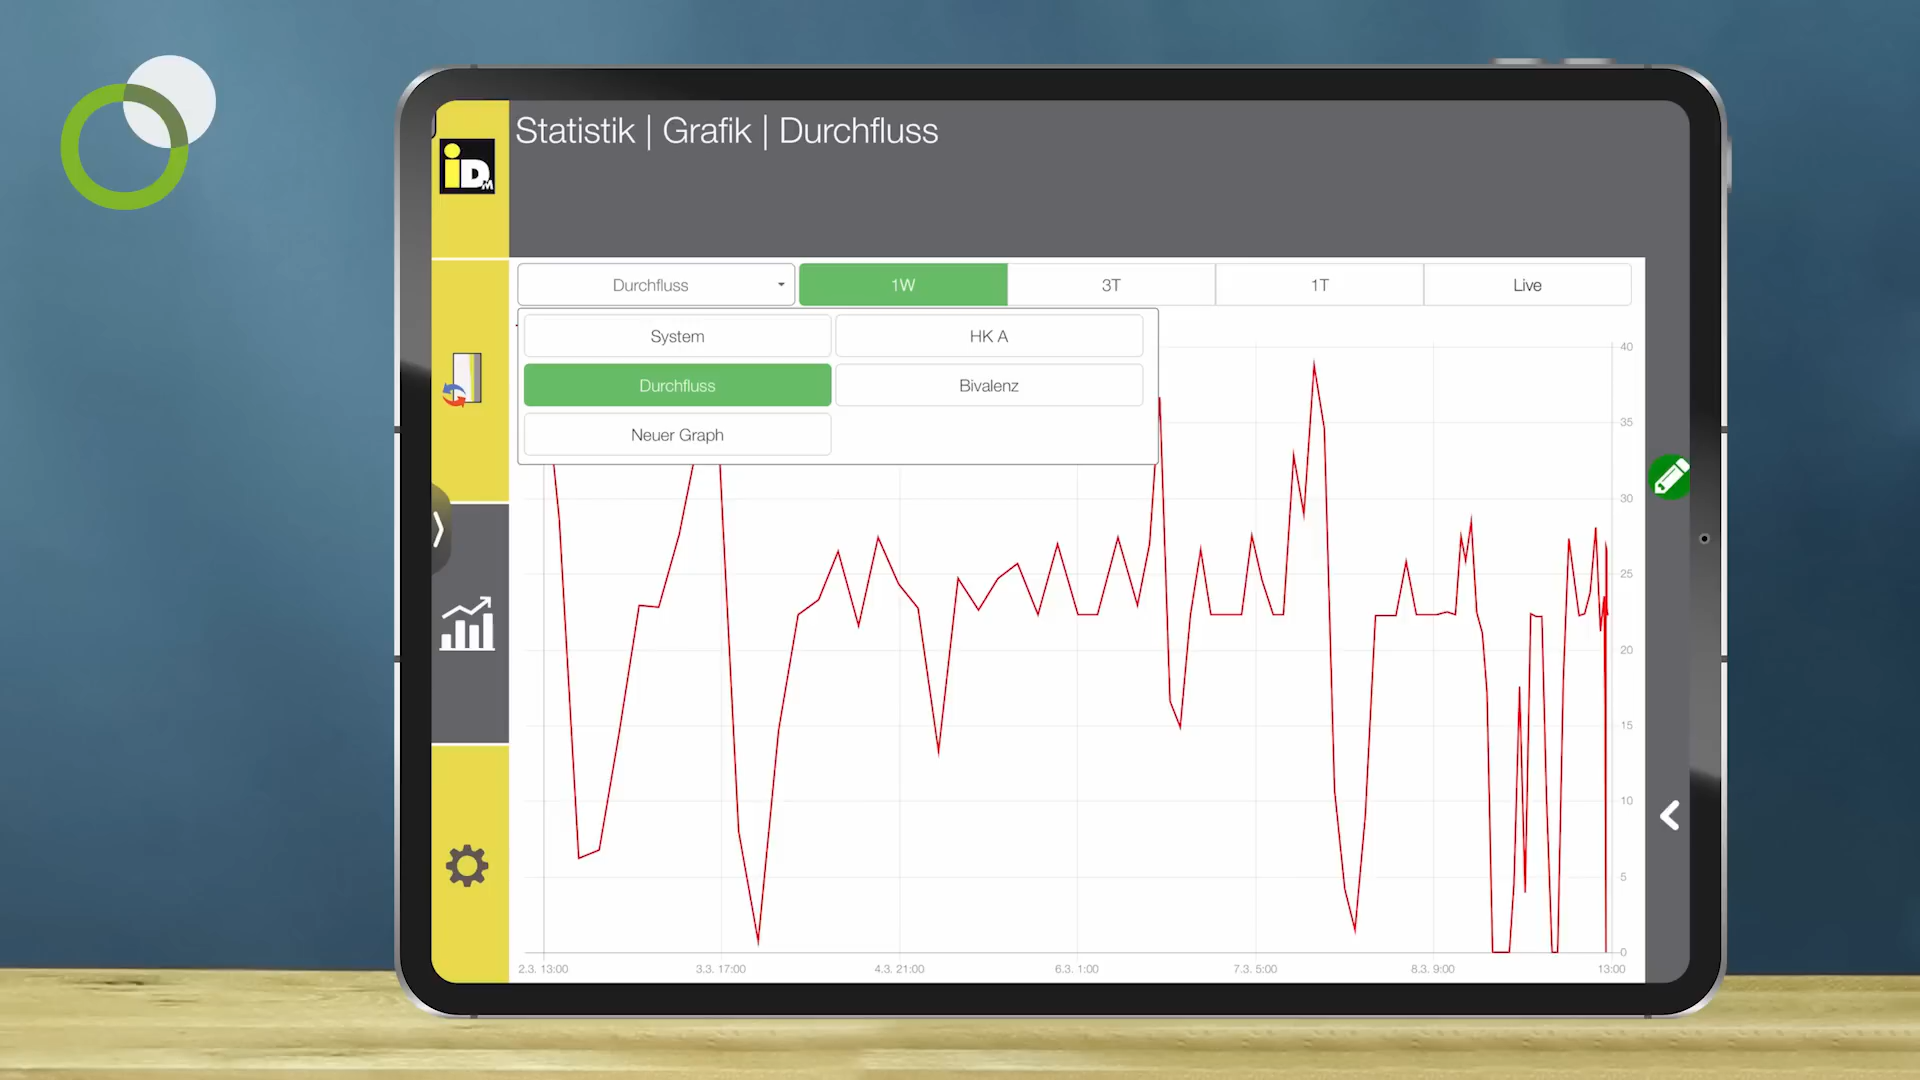 Statistik | Grafik | Durchfluss
iDM
Durchfluss 1W 3T 1T Live
System HK A
Durchfluss Bivalenz
Neuer Graph
40
35
30
25
20
15
10
5
0
2.3. 13:00 3.3. 17:00 4.3. 21:00 6.3. 1:00 7.3. 5:00 8.3. 9:00 13:00